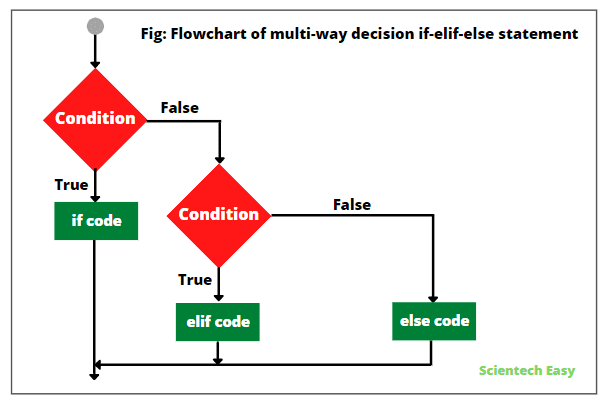 Fig: Flowchart of multi-way decision if-elif-else statement
Condition
False
True
if code
Condition
False
True
elif code
else code
Scientech Easy